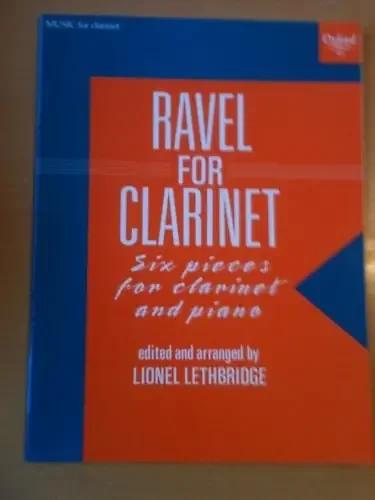 MUSIC for clarinet
Oxford
RAVEL
FOR
CLARINET
Six pieces
for clarinet
and piano
edited and arranged by
LIONEL LETHBRIDGE